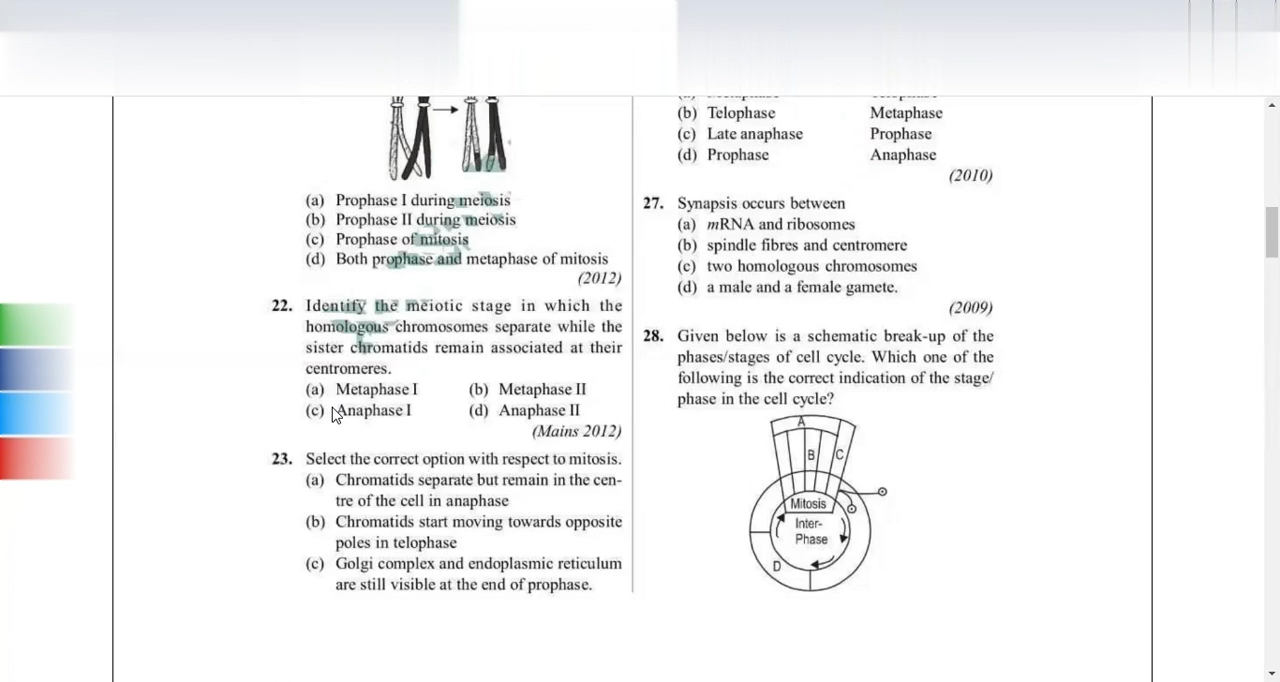 (a) Prophase I during meiosis
(b) Prophase II during meiosis
(c) Prophase of mitosis
(d) Both prophase and metaphase of mitosis
(2012)
22. Identify the meiotic stage in which the
homologous chromosomes separate while the
sister chromatids remain associated at their
centromeres.
(a) Metaphase I (b) Metaphase II
(c) Anaphase I (d) Anaphase II
(Mains 2012)
23. Select the correct option with respect to mitosis.
(a) Chromatids separate but remain in the cen-
tre of the cell in anaphase
(b) Chromatids start moving towards opposite
poles in telophase
(c) Golgi complex and endoplasmic reticulum
are still visible at the end of prophase.
(b) Telophase Metaphase
(c) Late anaphase Prophase
(d) Prophase Anaphase
(2010)
27. Synapsis occurs between
(a) mRNA and ribosomes
(b) spindle fibres and centromere
(c) two homologous chromosomes
(d) a male and a female gamete.
(2009)
28. Given below is a schematic break-up of the
phases/stages of cell cycle. Which one of the
following is the correct indication of the stage/
phase in the cell cycle?
A
B C
Mitosis
Inter-
Phase
D